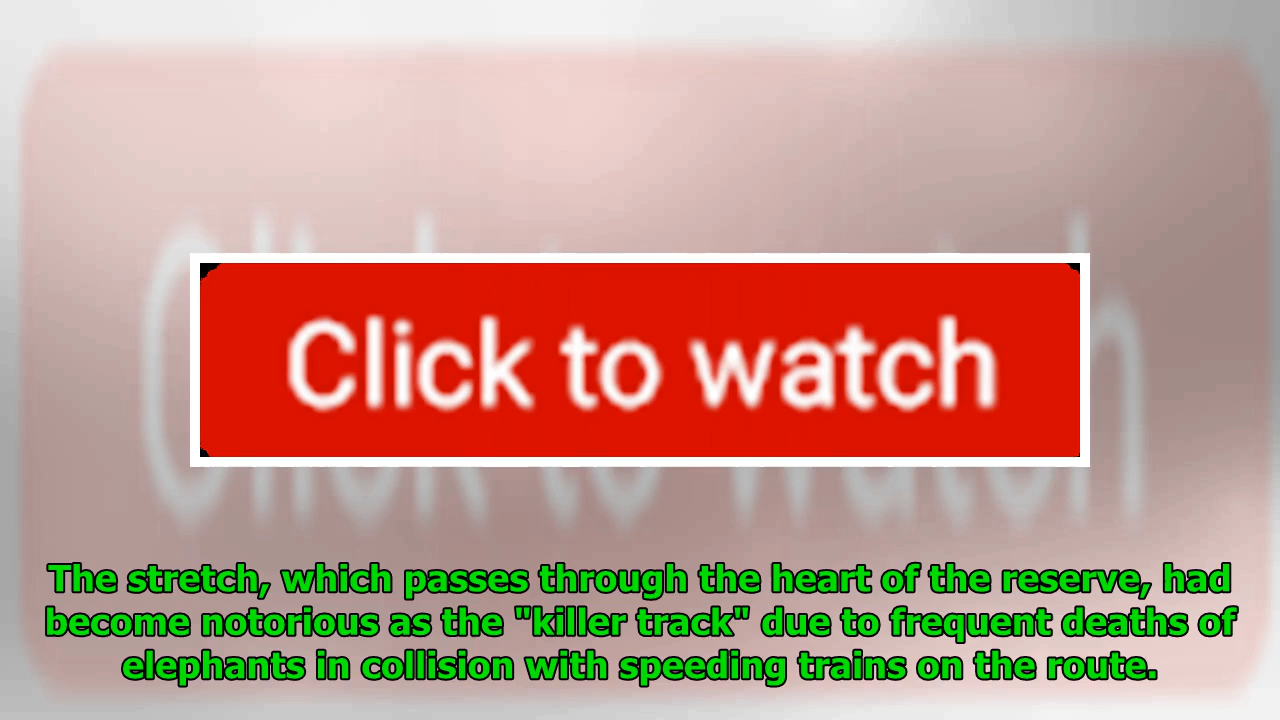 Click to watch
The stretch, which passes through the heart of the reserve, had
become notorious as the "killer track" due to frequent deaths of
elephants in collision with speeding trains on the route.